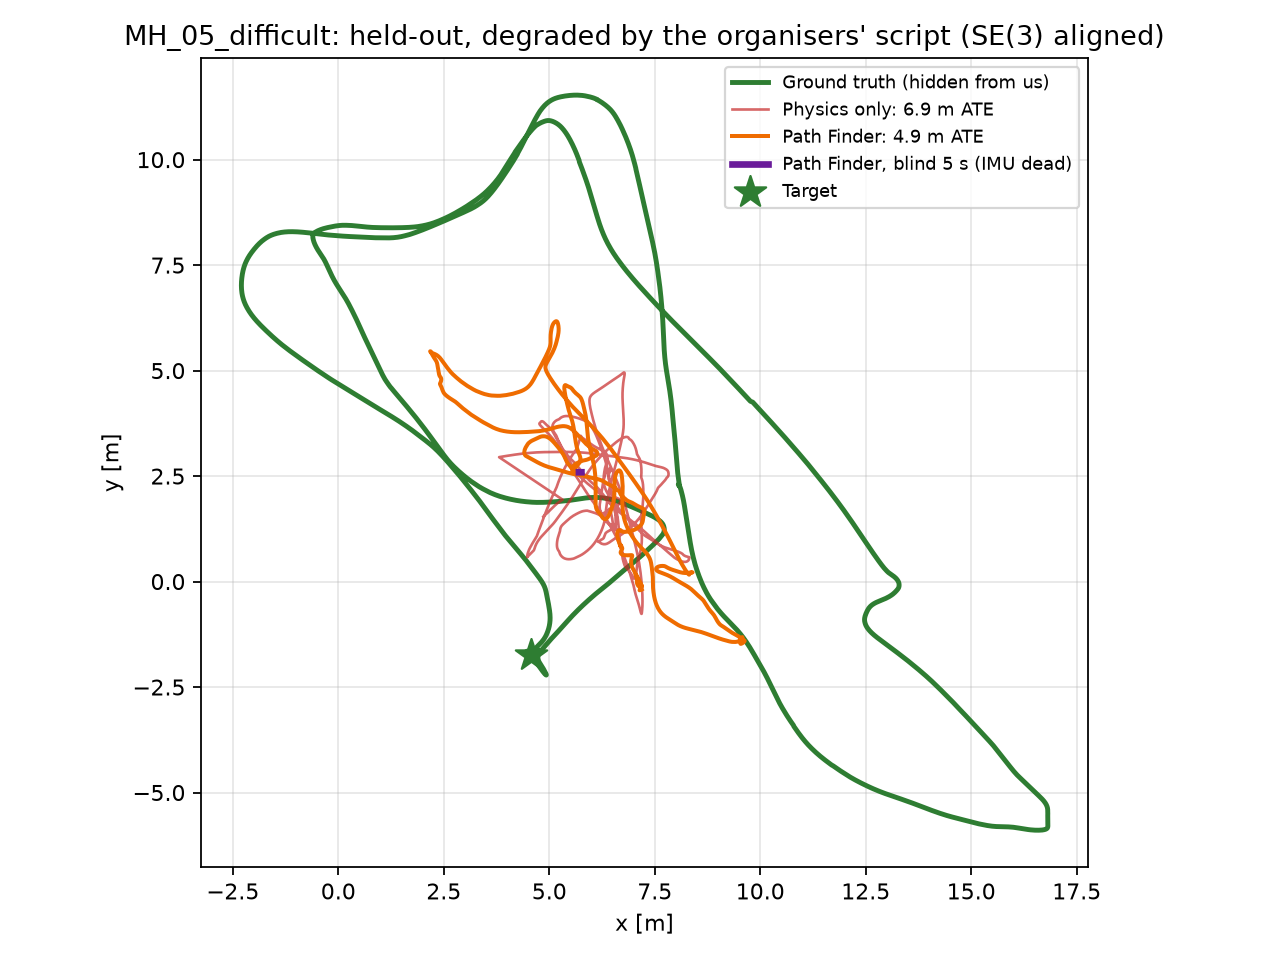 MH_05_difficult: held-out, degraded by the organisers' script (SE(3) aligned)
Ground truth (hidden from us)
Physics only: 6.9 m ATE
Path Finder: 4.9 m ATE
Path Finder, blind 5 s (IMU dead)
Target
10.0
7.5
5.0
2.5
0.0
−2.5
−5.0
y [m]
−2.5 0.0 2.5 5.0 7.5 10.0 12.5 15.0 17.5
x [m]